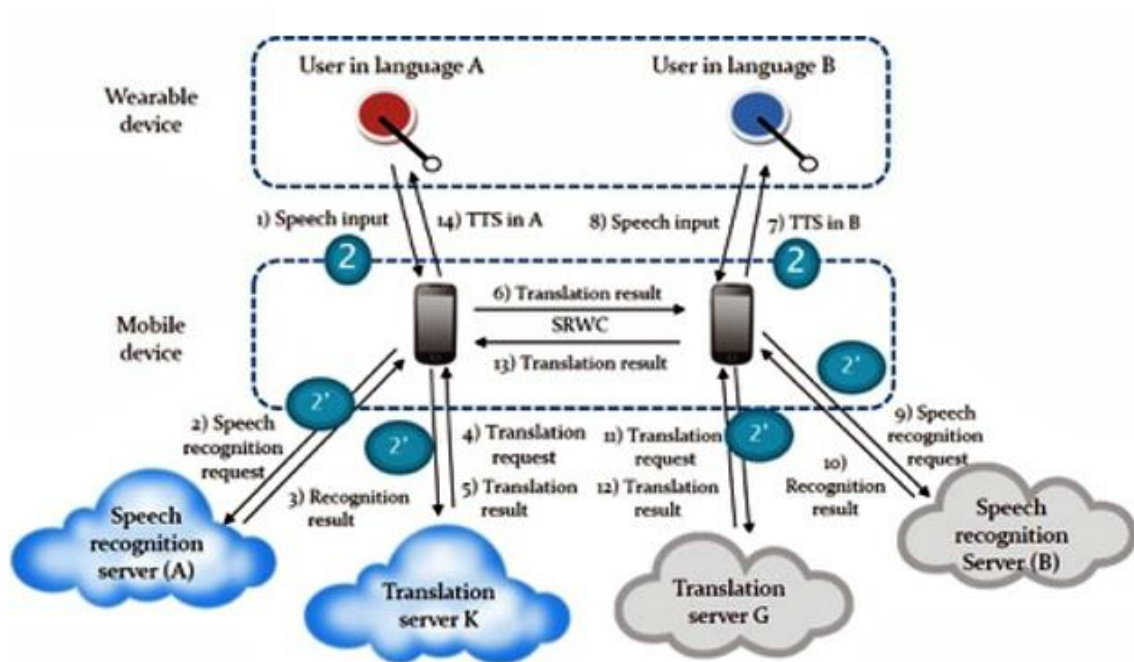 User in language A
User in language B
Wearable
device
1) Speech input
14) TTS in A
8) Speech input
7) TTS in B
2
2
6) Translation result
SRWC
13) Translation result
Mobile
device
2'
2'
2'
2'
2) Speech
recognition
request
3) Recognition
result
4) Translation
request
5) Translation
result
11) Translation
request
12) Translation
result
9) Speech
recognition
request
10)
Recognition
result
Speech
recognition
server (A)
Translation
server K
Translation
server G
Speech
recognition
Server (B)